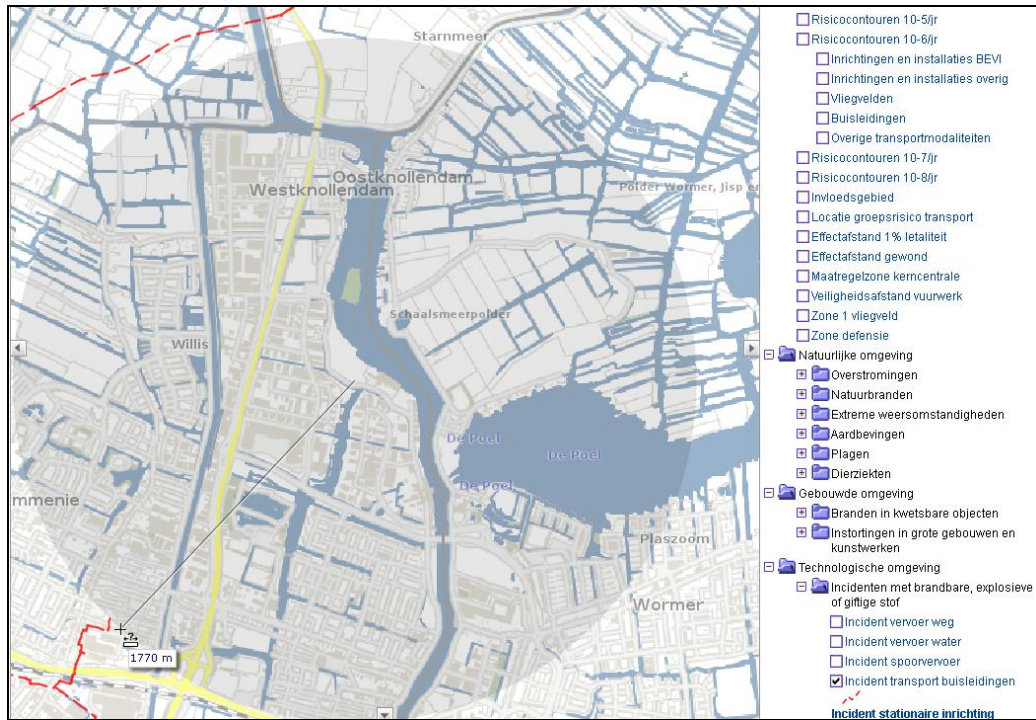 Starnmeer
Oostknollendam
Westknollendam
Polder Wormer, Jisp en
Schaalsmeerpolder
Willis
De Poel
De Poel
De Poel
mmenie
Plaszoom
Wormer
?
1770 m
Risicocontouren 10-5/jr
Risicocontouren 10-6/jr
Inrichtingen en installaties BEVI
Inrichtingen en installaties overig
Vliegvelden
Buisleidingen
Overige transportmodaliteiten
Risicocontouren 10-7/jr
Risicocontouren 10-8/jr
Invloedsgebied
Locatie groepsrisico transport
Effectafstand 1% letaliteit
Effectafstand gewond
Maatregelzone kerncentrale
Veiligheidsafstand vuurwerk
Zone 1 vliegveld
Zone defensie
Natuurlijke omgeving
Overstromingen
Natuurbranden
Extreme weersomstandigheden
Aardbevingen
Plagen
Dierziekten
Gebouwde omgeving
Branden in kwetsbare objecten
Instortingen in grote gebouwen en
kunstwerken
Technologische omgeving
Incidenten met brandbare, explosieve
of giftige stof
Incident vervoer weg
Incident vervoer water
Incident spoorvervoer
Incident transport buisleidingen
Incident stationaire inrichting